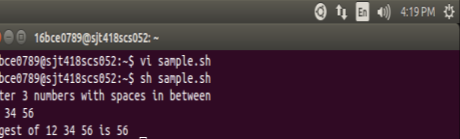 En 4:19 PM
16bce0789@sjt418scs052: ~
bce0789@sjt418scs052:~$ vi sample.sh
bce0789@sjt418scs052:~$ sh sample.sh
ter 3 numbers with spaces in between
34 56
gest of 12 34 56 is 56